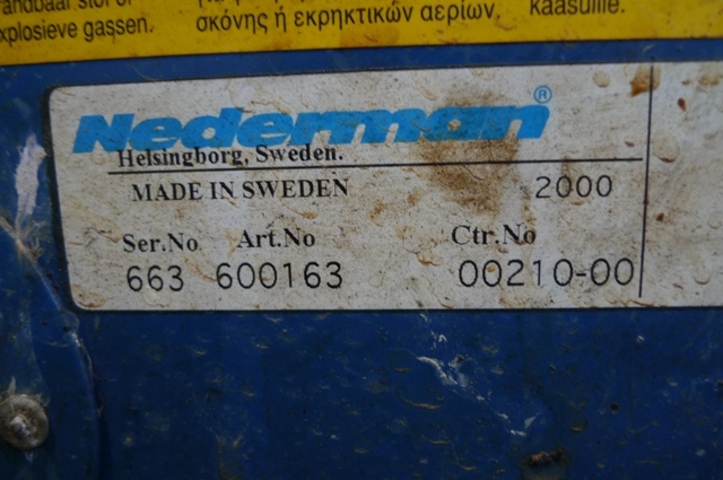 explosieve gassen.
σκόνης ή εκρηκτικών αερίων.
kaasuille.
Nederman®
Helsingborg, Sweden.
MADE IN SWEDEN 2000
Ser.No Art.No Ctr.No
663 600163 00210-00